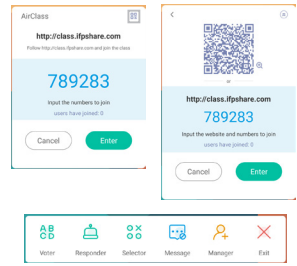 AirClass
http://class.ifpshare.com
Follow http://class.ifpshare.com and join the class
789283
Input the numbers to join
users have joined: 0
Cancel
Enter
or
http://class.ifpshare.com
789283
Input the website and numbers to join
users have joined: 0
Cancel
Enter
AB
CD
Voter
Responder
Selector
Message
Manager
Exit